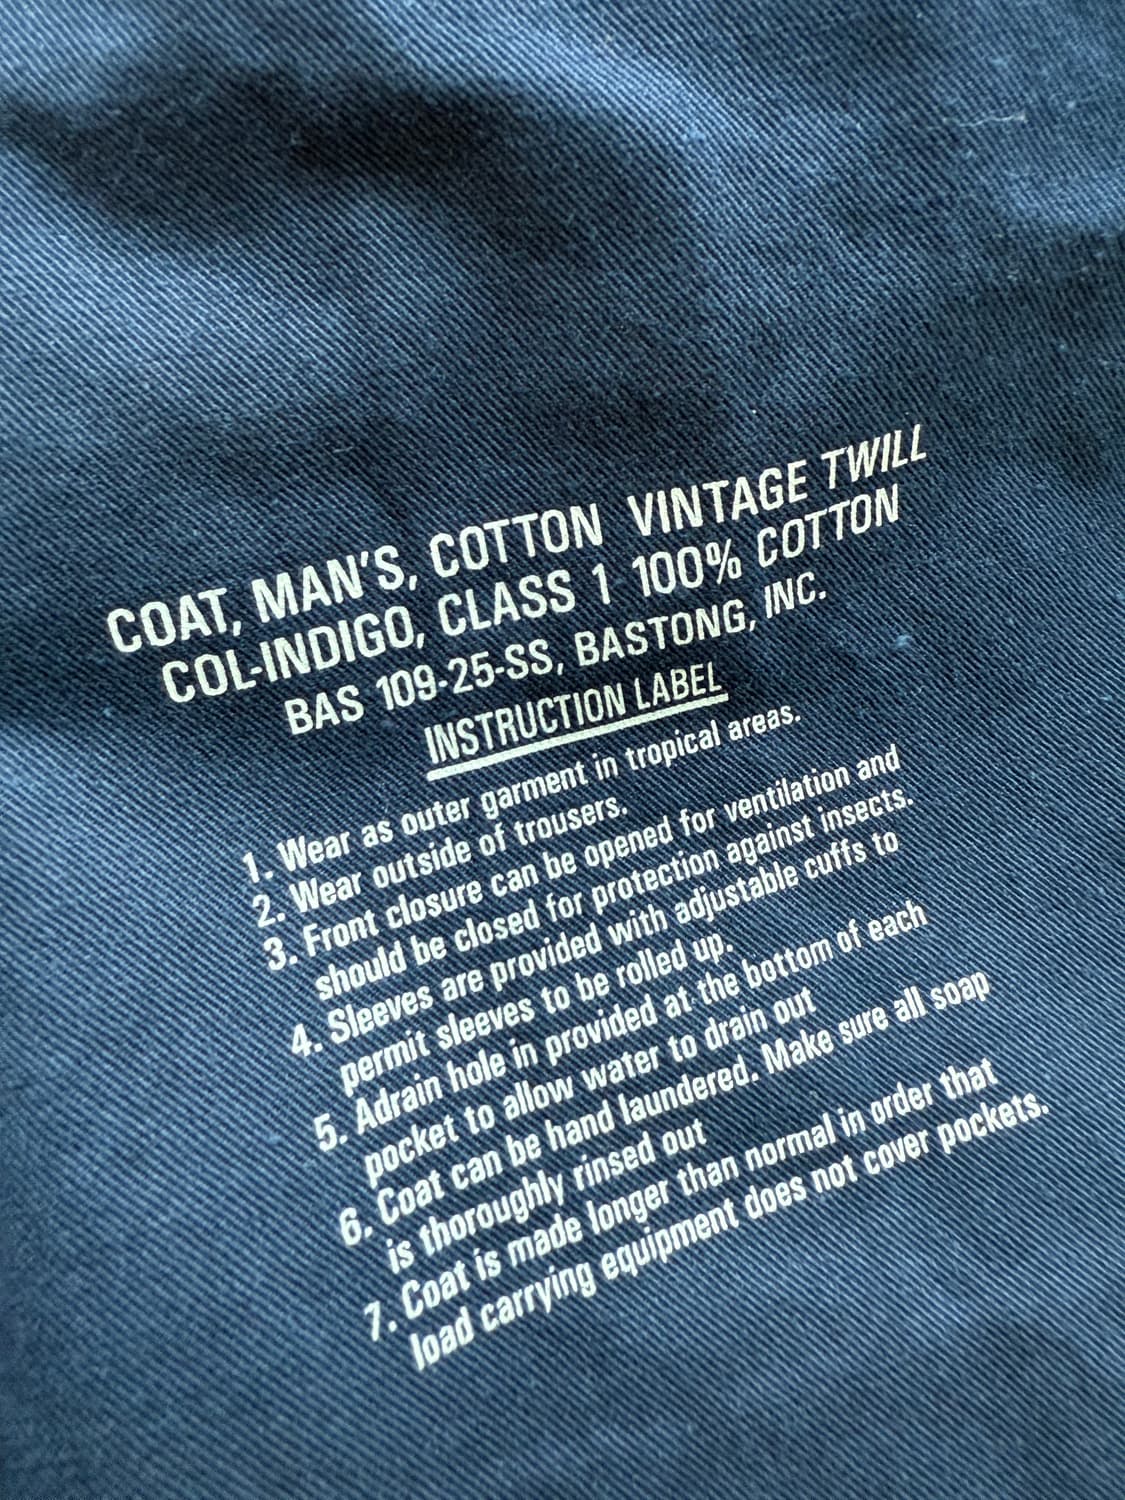 COAT, MAN'S, COTTON VINTAGE TWILL
COL-INDIGO, CLASS 1 100% COTTON
BAS 109-25-SS, BASTONG, INC.
INSTRUCTION LABEL
1. Wear as outer garment in tropical areas.
2. Wear outside of trousers.
3. Front closure can be opened for ventilation and
should be closed for protection against insects.
4. Sleeves are provided with adjustable cuffs to
permit sleeves to be rolled up.
5. Adrain hole in provided at the bottom of each
pocket to allow water to drain out
6. Coat can be hand laundered. Make sure all soap
is thoroughly rinsed out
7. Coat is made longer than normal in order that
load carrying equipment does not cover pockets.